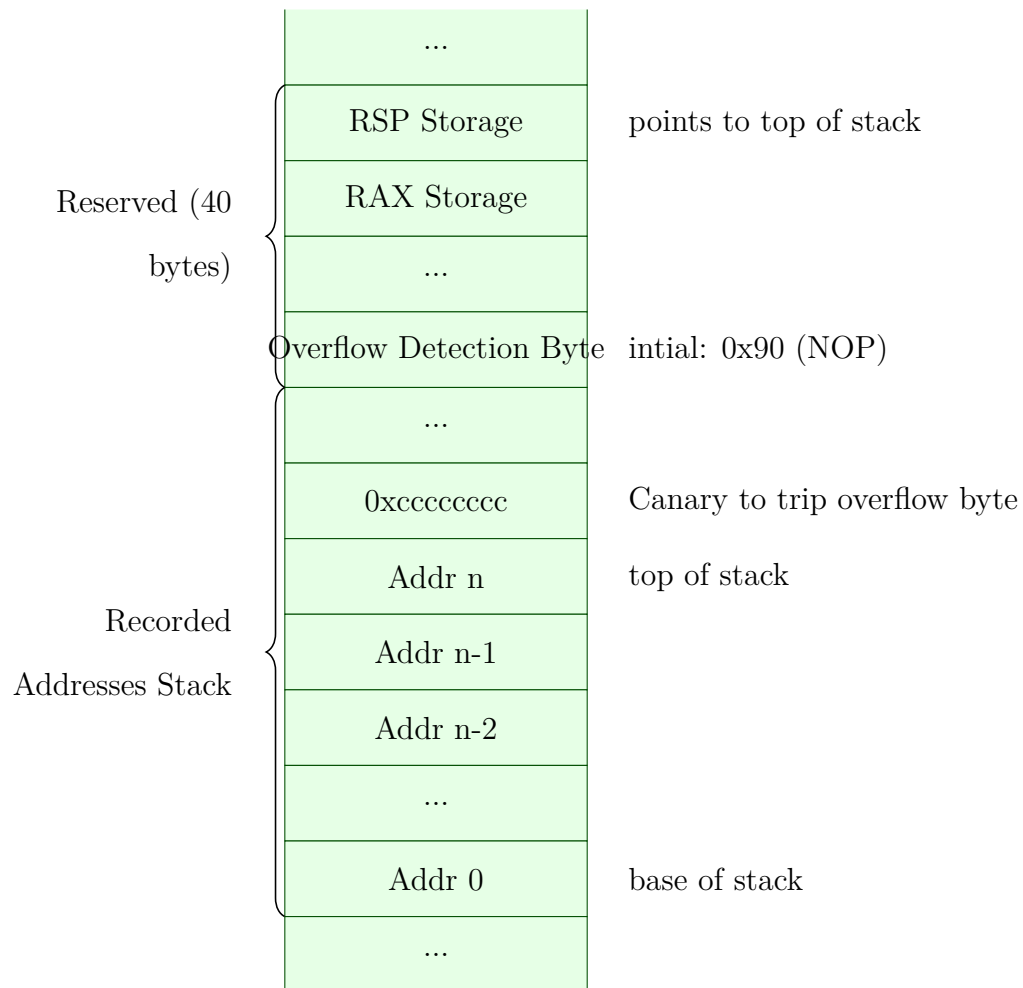 ...
RSP Storage points to top of stack
RAX Storage
Reserved (40
bytes)
...
Overflow Detection Byte intial: 0x90 (NOP)
...
0xcccccccc Canary to trip overflow byte
Addr n top of stack
Recorded
Addresses Stack
Addr n-1
Addr n-2
...
Addr 0 base of stack
...